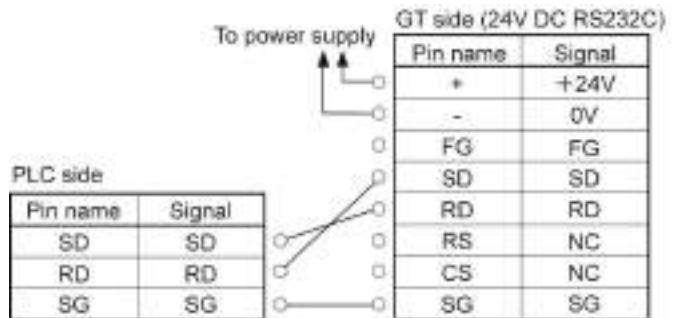 GT side (24V DC RS232C)
To power supply
Pin name Signal
+ +24V
- 0V
FG FG
SD SD
RD RD
RS NC
CS NC
SG SG
PLC side
Pin name Signal
SD SD
RD RD
SG SG